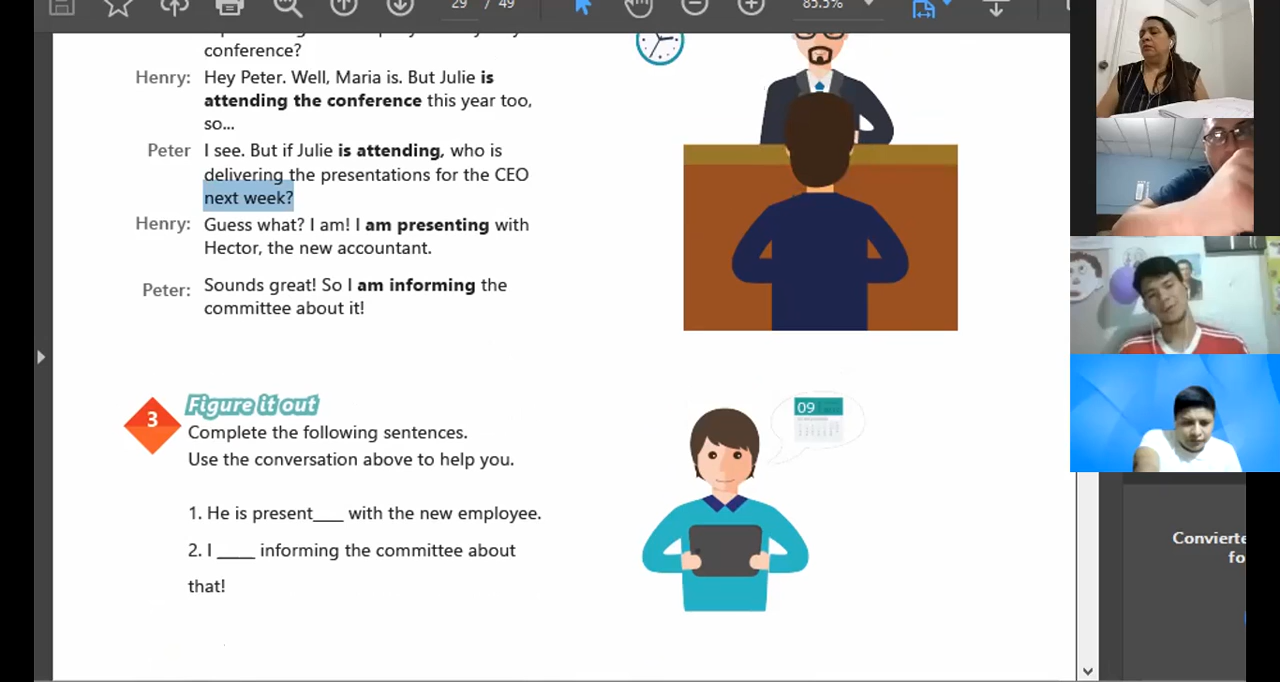 29 / 49
83.3%
conference?
Henry: Hey Peter. Well, Maria is. But Julie is
attending the conference this year too,
so...
Peter I see. But if Julie is attending, who is
delivering the presentations for the CEO
next week?
Henry: Guess what? I am! I am presenting with
Hector, the new accountant.
Peter: Sounds great! So I am informing the
committee about it!
3 Figure it out
Complete the following sentences.
Use the conversation above to help you.
1. He is present___ with the new employee.
2. I ____ informing the committee about
that!
09
Convierte
fo